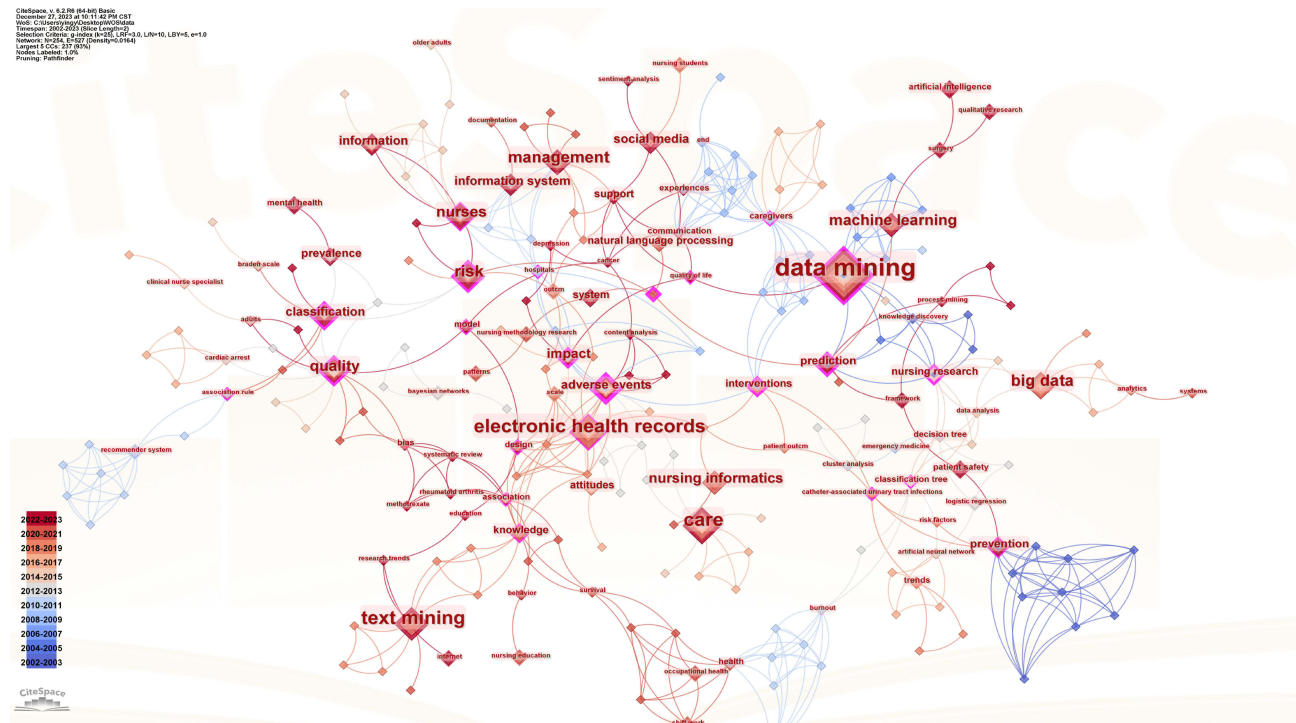 CiteSpace, v. 6.2.R6 (64-bit) Basic
December 27, 2023 at 10:11:42 PM CST
WoS: C:\Users\yingy\Desktop\WOS\data
Timespan: 2002-2023 (Slice Length=2)
Selection Criteria: g-index (k=25), LRF=3.0, L/N=10, LBY=5, e=1.0
Network: N=254, E=527 (Density=0.0164)
Largest 5 CCs: 237 (93%)
Nodes Labeled: 1.0%
Pruning: Pathfinder
older adults
nursing students
sentiment analysis
artificial intelligence
qualitative research
documentation
information
social media
end
surgery
management
information system
support
experiences
mental health
nurses
caregivers
machine learning
communication
natural language processing
depression
prevalence
cancer
braden scale
risk
hospitals
quality of life
data mining
clinical nurse specialist
outcm
system
process mining
classification
knowledge discovery
adults
model
nursing methodology research
content analysis
cardiac arrest
impact
prediction
quality
patterns
nursing research
association rule
bayesian networks
scale
adverse events
interventions
big data
analytics
systems
framework
data analysis
electronic health records
decision tree
recommender system
bias
design
patient outcm
emergency medicine
systematic review
cluster analysis
patient safety
rheumatoid arthritis
attitudes
nursing informatics
classification tree
methotrexate
association
catheter-associated urinary tract infections
logistic regression
education
care
risk factors
knowledge
prevention
research trends
artificial neural network
trends
behavior
survival
burnout
text mining
internet
nursing education
health
occupational health
2022-2023
2020-2021
2018-2019
2016-2017
2014-2015
2012-2013
2010-2011
2008-2009
2006-2007
2004-2005
2002-2003
CiteSpace